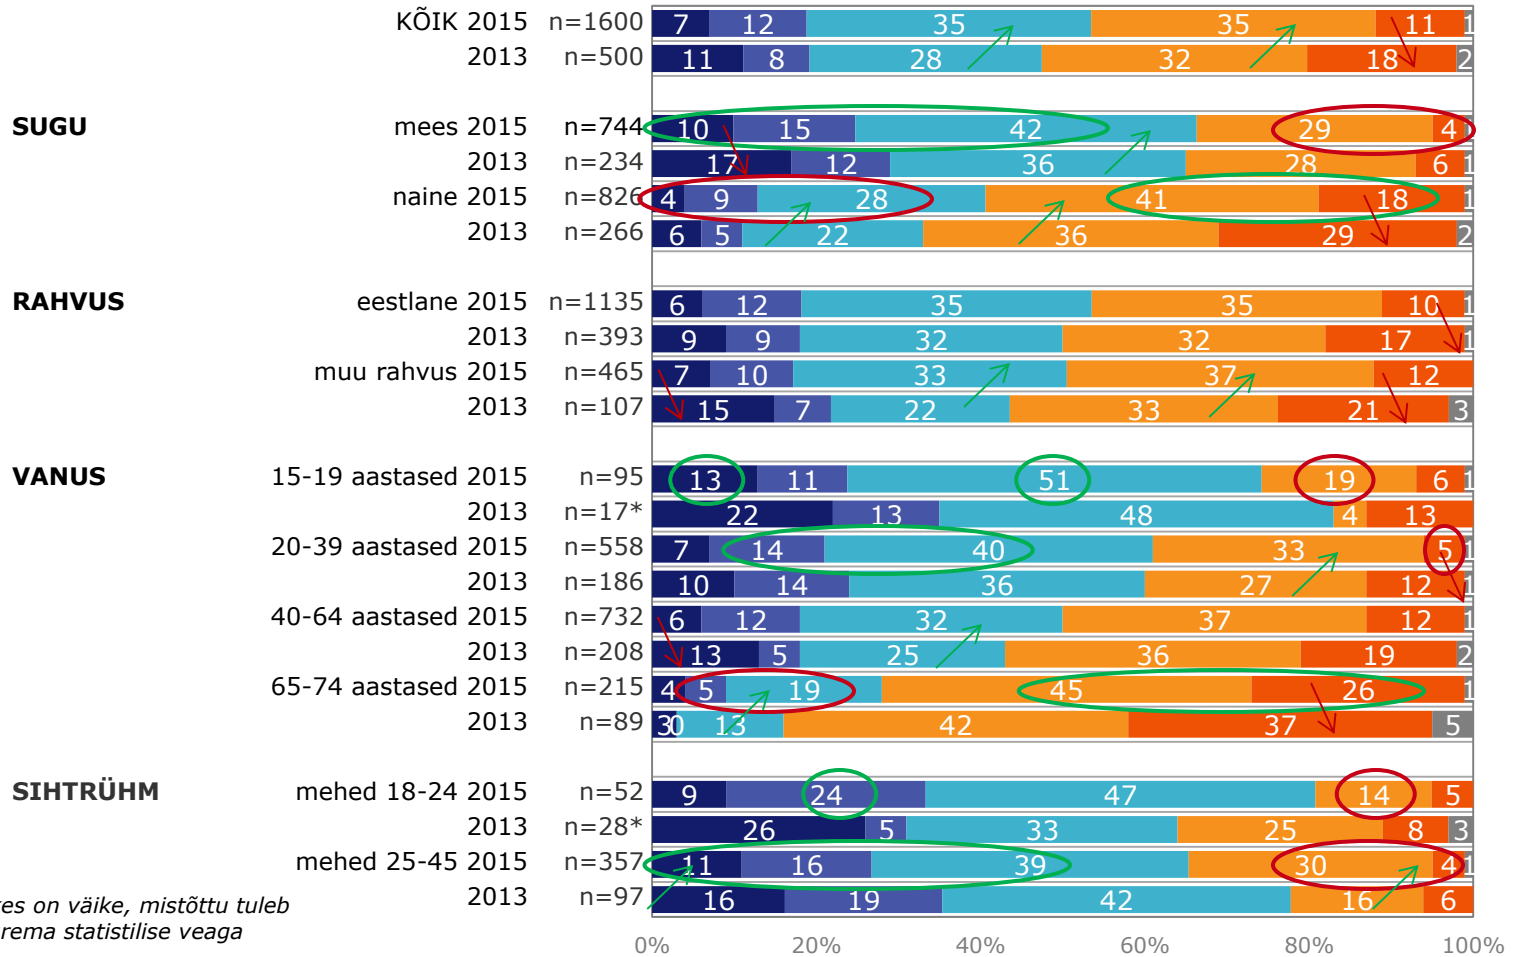 KÕIK 2015 n=1600 7 12 35 35 11 1
2013 n=500 11 8 28 32 18 2
SUGU mees 2015 n=744 10 15 42 29 4
2013 n=234 17 12 36 28 6 1
naine 2015 n=826 4 9 28 41 18 1
2013 n=266 6 5 22 36 29 2
RAHVUS eestlane 2015 n=1135 6 12 35 35 10 1
2013 n=393 9 9 32 32 17 1
muu rahvus 2015 n=465 7 10 33 37 12
2013 n=107 15 7 22 33 21 3
VANUS 15-19 aastased 2015 n=95 13 11 51 19 6 1
2013 n=17* 22 13 48 4 13
20-39 aastased 2015 n=558 7 14 40 33 5 1
2013 n=186 10 14 36 27 12 1
40-64 aastased 2015 n=732 6 12 32 37 12 1
2013 n=208 13 5 25 36 19 2
65-74 aastased 2015 n=215 4 5 19 45 26 1
2013 n=89 3 0 13 42 37 5
SIHTRÜHM mehed 18-24 2015 n=52 9 24 47 14 5
2013 n=28* 26 5 33 25 8 3
mehed 25-45 2015 n=357 11 16 39 30 4 1
2013 n=97 16 19 42 16 6
es on väike, mistõttu tuleb
rema statistilise veaga
0% 20% 40% 60% 80% 100%